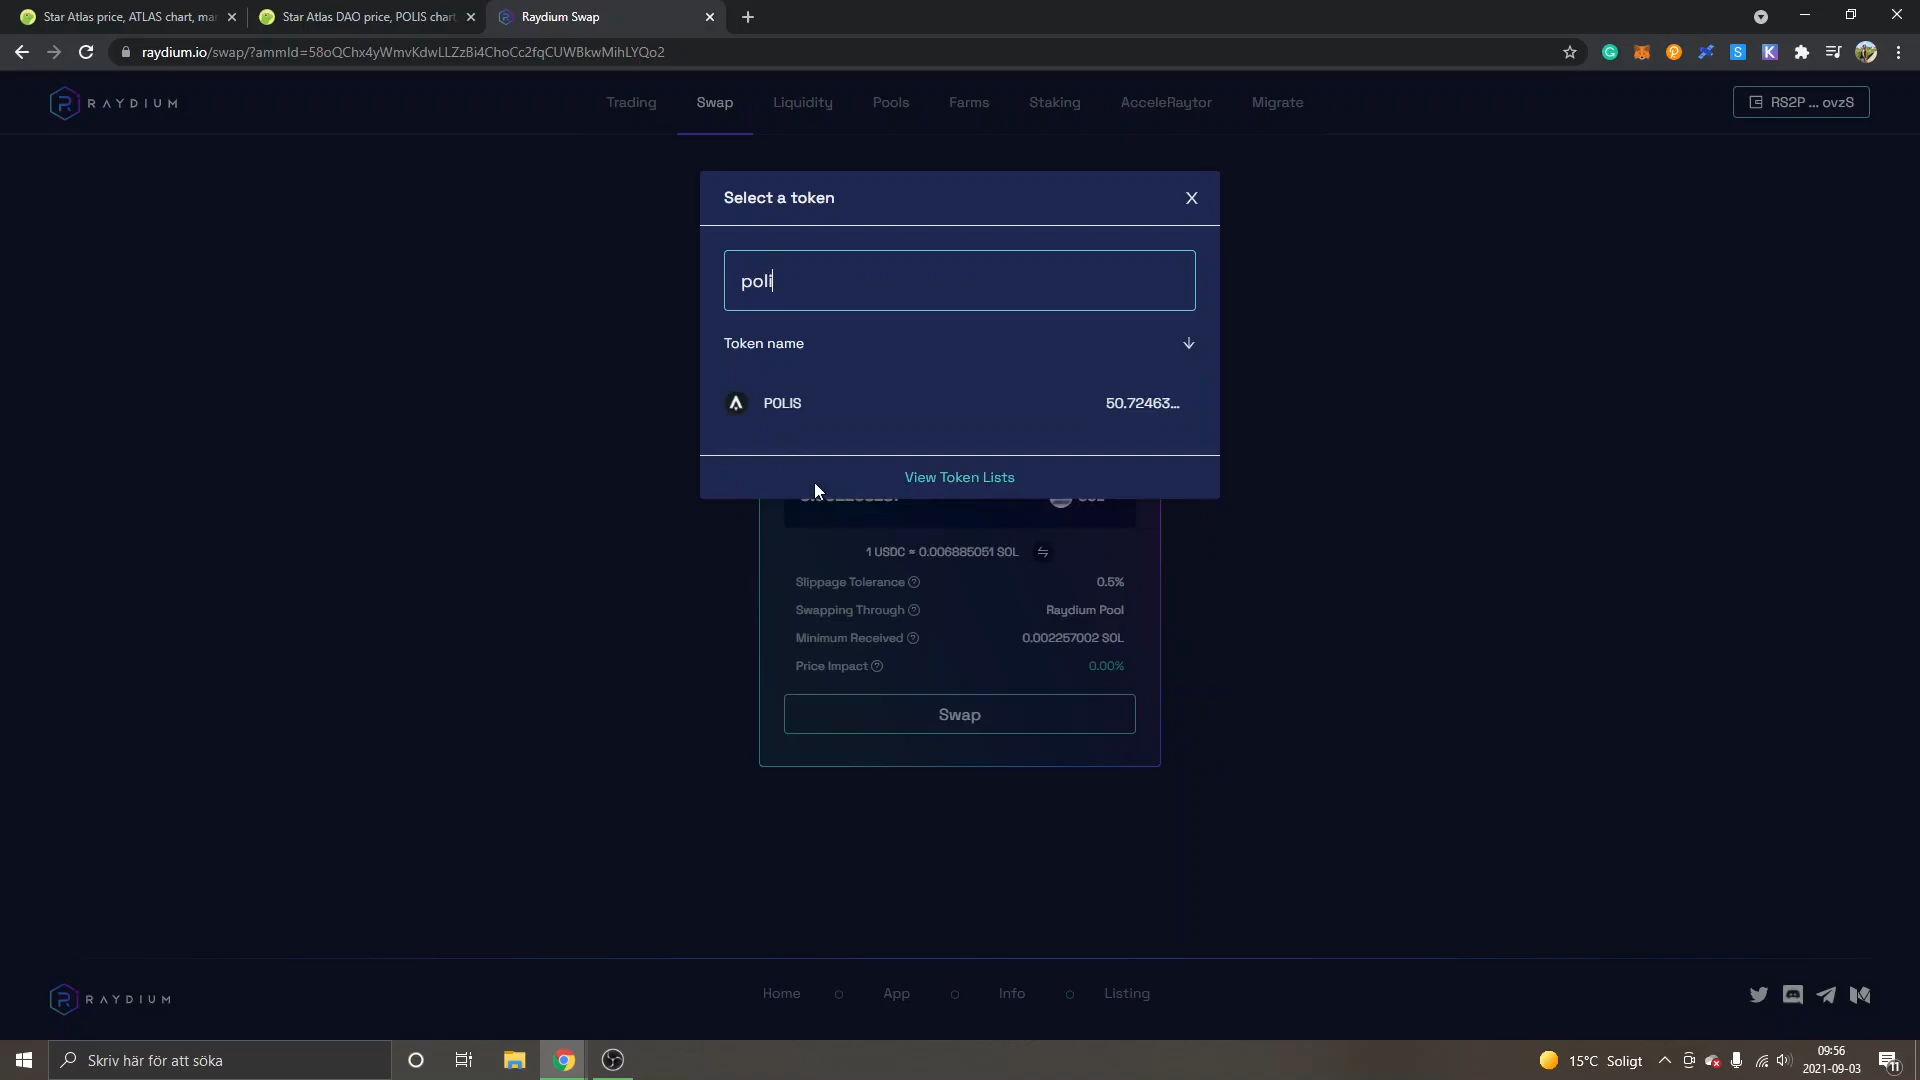 Star Atlas price, ATLAS chart, mar
Star Atlas DAO price, POLIS chart,
Raydium Swap
raydium.io/swap/?ammId=58oQChx4yWmvKdwLLZzBi4ChoCc2fqCUWBkwMihLYQo2
RAYDIUM
Trading
Swap
Liquidity
Pools
Farms
Staking
AcceleRaytor
Migrate
RS2P ... ovzS
Select a token
X
poli
Token name
POLIS
50.72463...
View Token Lists
1 USDC ≈ 0.006885051 SOL
Slippage Tolerance
0.5%
Swapping Through
Raydium Pool
Minimum Received
0.002257002 SOL
Price Impact
0.00%
Swap
RAYDIUM
Home
App
Info
Listing
Skriv här för att söka
15°C Soligt
09:56
2021-09-03
11